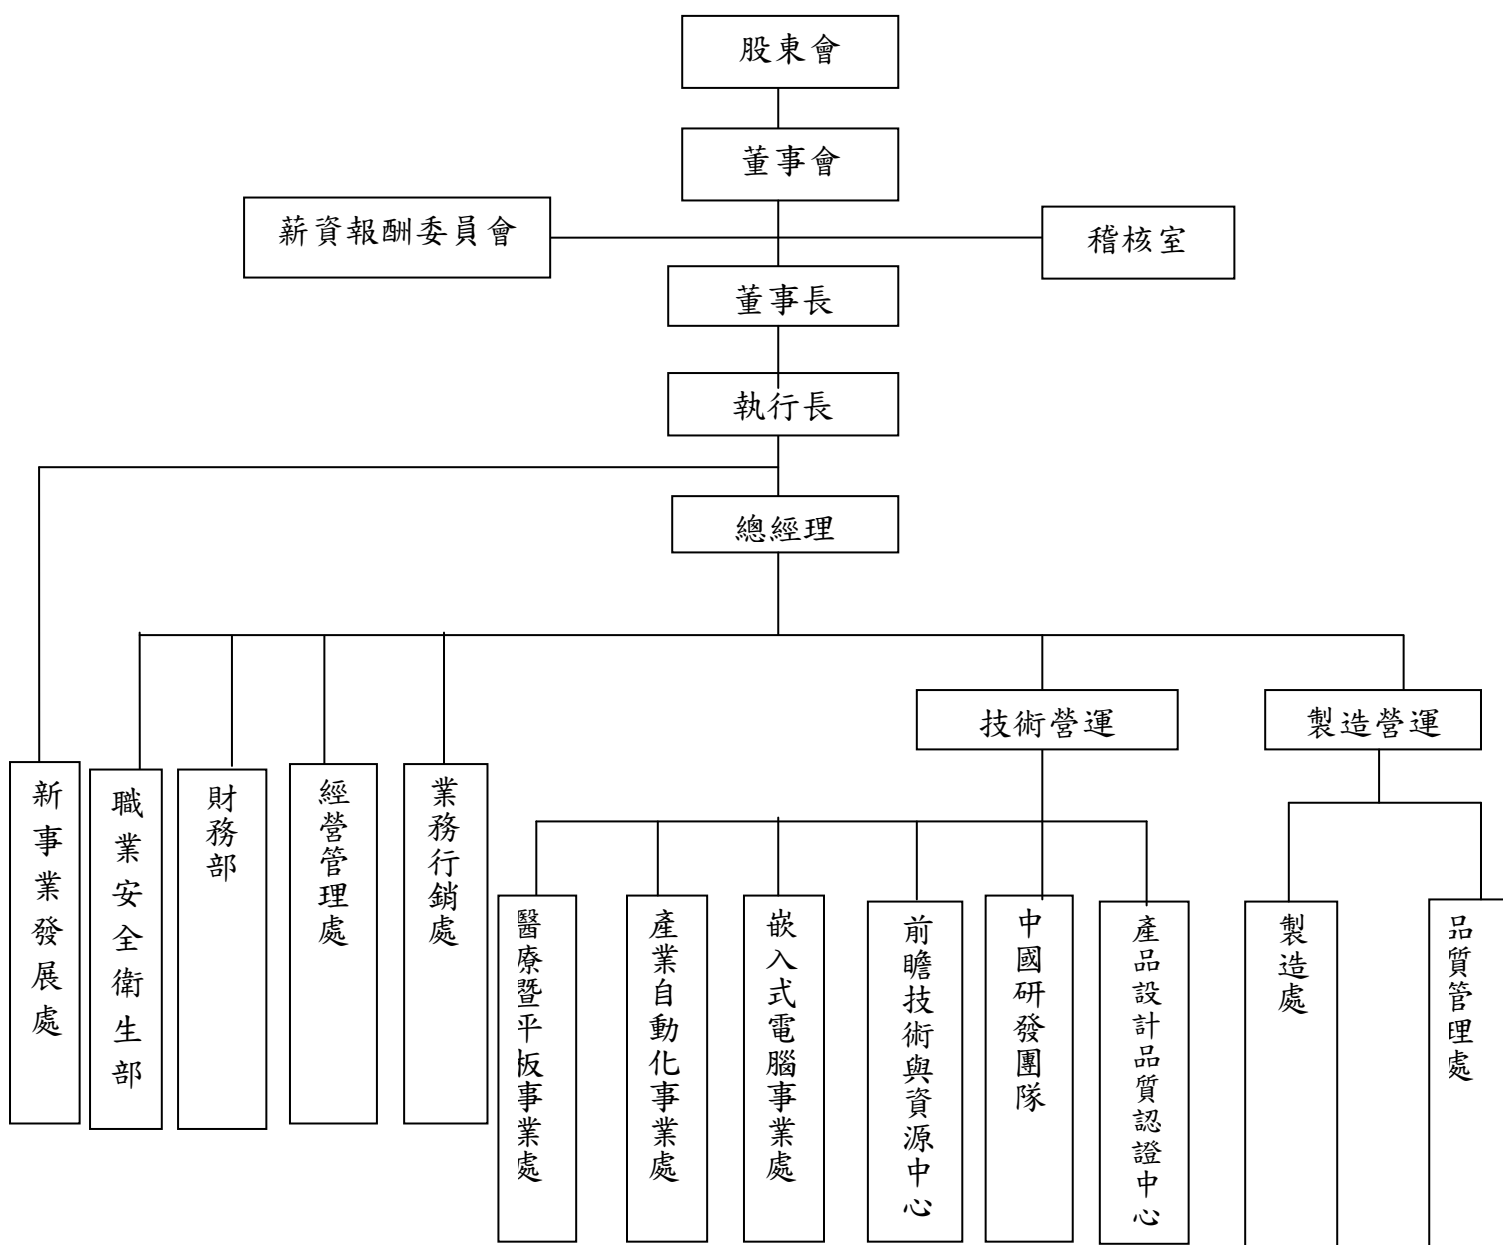 股東會
董事會
薪資報酬委員會
稽核室
董事長
執行長
總經理
技術營運
製造營運
新事業發展處
職業安全衛生部
財務部
經營管理處
業務行銷處
醫療暨平板事業處
產業自動化事業處
嵌入式電腦事業處
前瞻技術與資源中心
中國研發團隊
產品設計品質認證中心
製造處
品質管理處